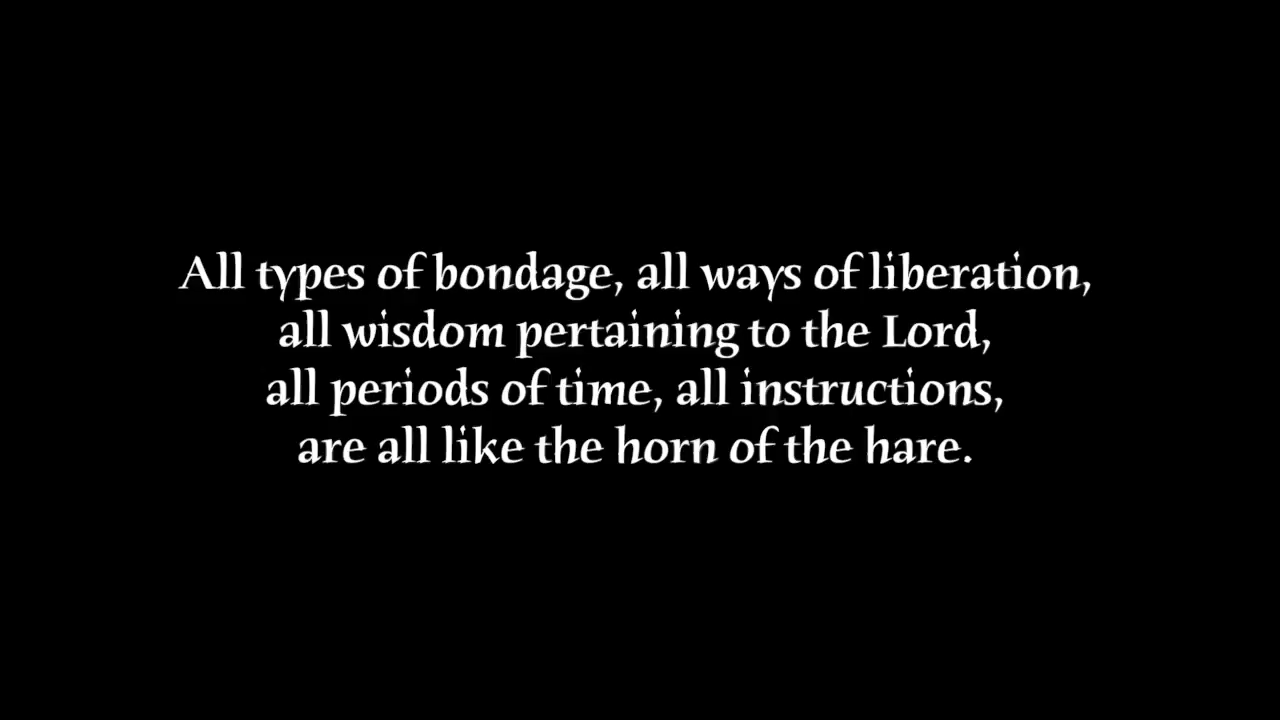 All types of bondage, all ways of liberation,
all wisdom pertaining to the Lord,
all periods of time, all instructions,
are all like the horn of the hare.